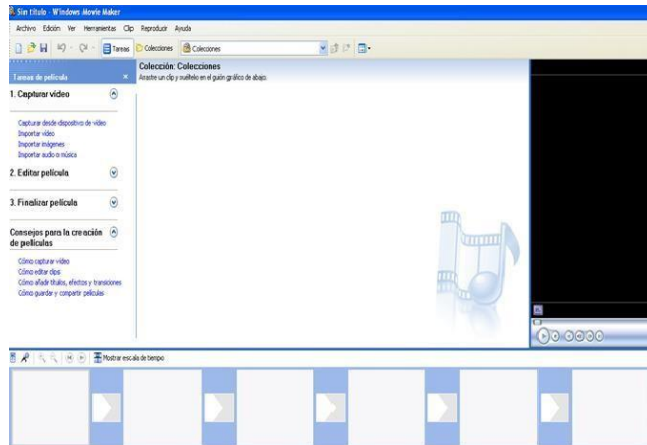 Sin título - Windows Movie Maker
Archivo Edición Ver Herramientas Clip Reproducir Ayuda
Tareas Colecciones Colecciones
Tareas de película
Colección: Colecciones
Arrastre un clip y suéltelo en el guión gráfico de abajo.
1. Capturar vídeo
Capturar desde dispositivo de vídeo
Importar vídeo
Importar imágenes
Importar audio o música
2. Editar película
3. Finalizar película
Consejos para la creación
de películas
Cómo capturar vídeo
Cómo editar clips
Cómo añadir títulos, efectos y transiciones
Cómo guardar y compartir películas
Mostrar escala de tiempo